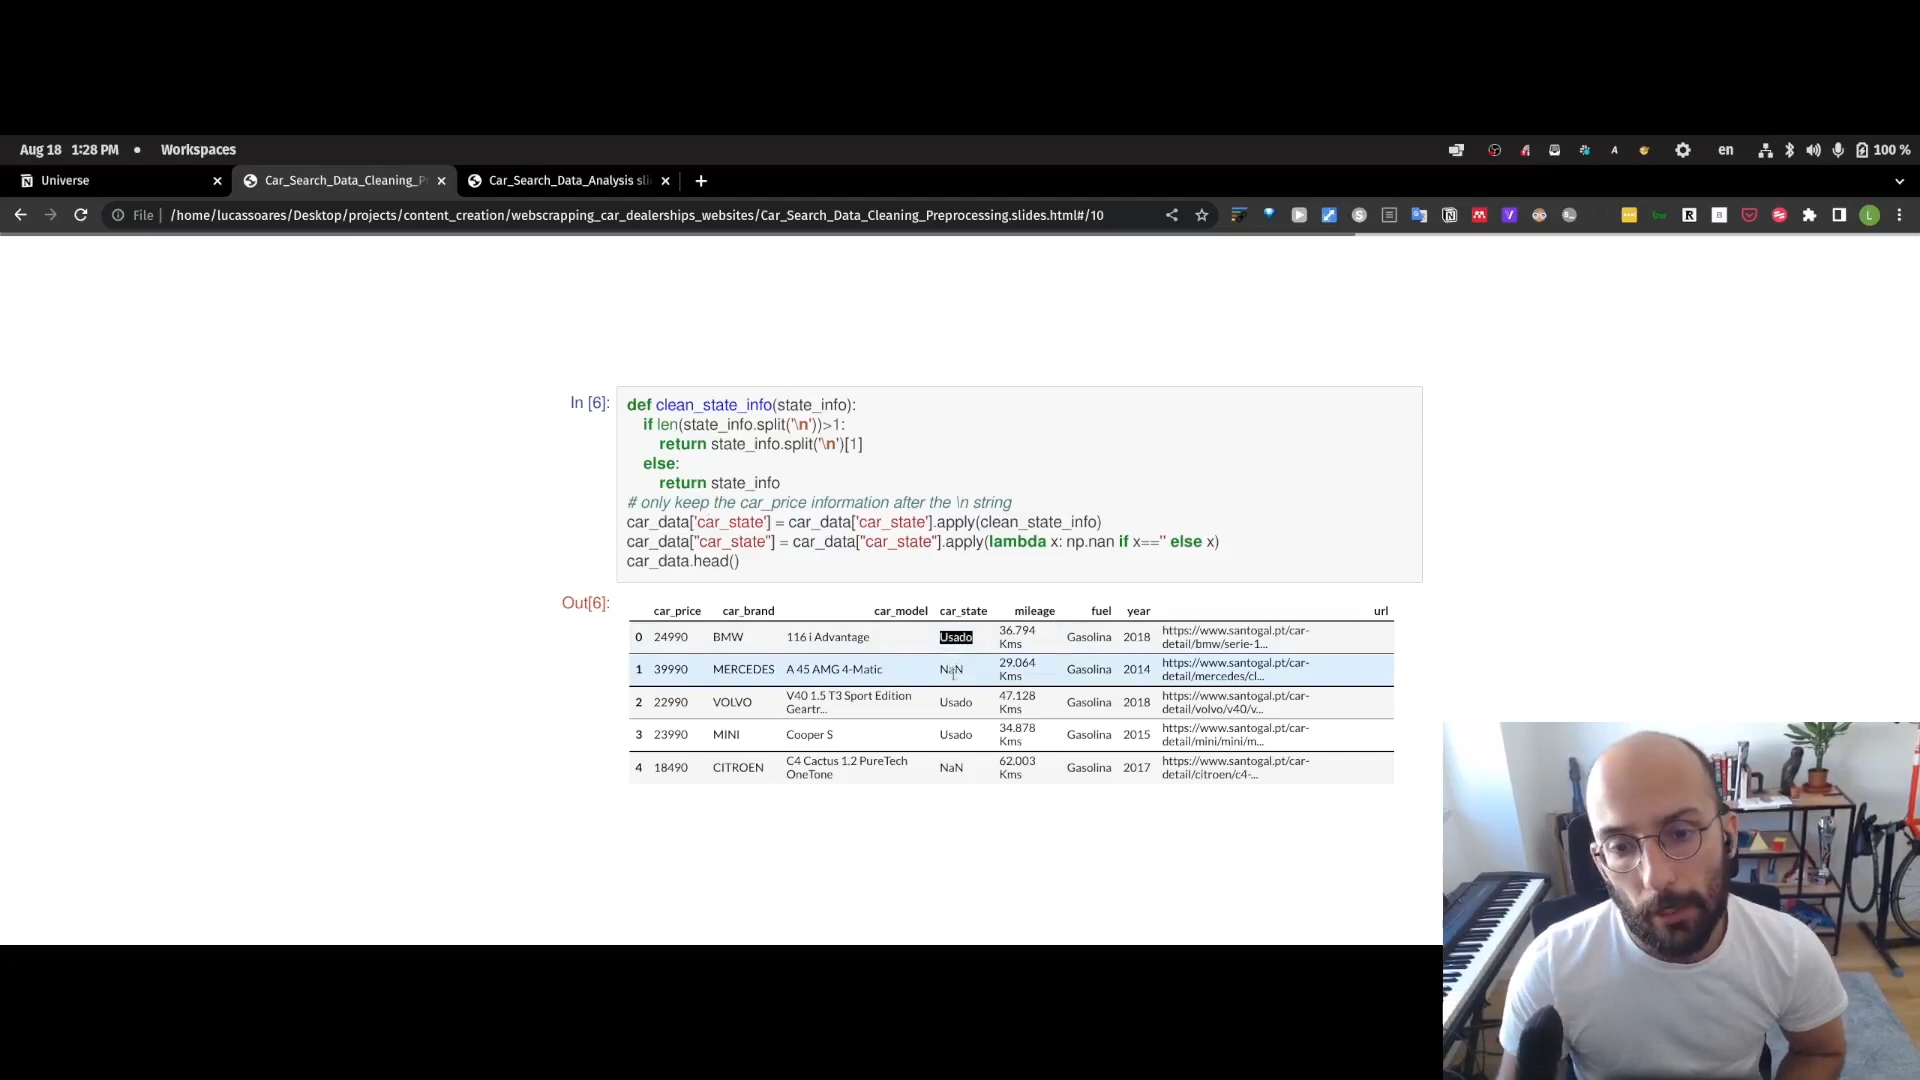 Aug 18 1:28 PM • Workspaces en 100 %
Universe Car_Search_Data_Cleaning_P Car_Search_Data_Analysis sli
File | /home/lucassoares/Desktop/projects/content_creation/webscrapping_car_dealerships_websites/Car_Search_Data_Cleaning_Preprocessing.slides.html#/10
In [6]: def clean_state_info(state_info):
if len(state_info.split('\n'))>1:
return state_info.split('\n')[1]
else:
return state_info
# only keep the car_price information after the \n string
car_data['car_state'] = car_data['car_state'].apply(clean_state_info)
car_data["car_state"] = car_data["car_state"].apply(lambda x: np.nan if x=='' else x)
car_data.head()
Out[6]:
car_price car_brand car_model car_state mileage fuel year url
0 24990 BMW 116 i Advantage Usado 36.794 Kms Gasolina 2018 https://www.santogal.pt/car-detail/bmw/serie-1...
1 39990 MERCEDES A 45 AMG 4-Matic NaN 29.064 Kms Gasolina 2014 https://www.santogal.pt/car-detail/mercedes/cl...
2 22990 VOLVO V40 1.5 T3 Sport Edition Geartr... Usado 47.128 Kms Gasolina 2018 https://www.santogal.pt/car-detail/volvo/v40/v...
3 23990 MINI Cooper S Usado 34.878 Kms Gasolina 2015 https://www.santogal.pt/car-detail/mini/mini/m...
4 18490 CITROEN C4 Cactus 1.2 PureTech OneTone NaN 62.003 Kms Gasolina 2017 https://www.santogal.pt/car-detail/citroen/c4-...